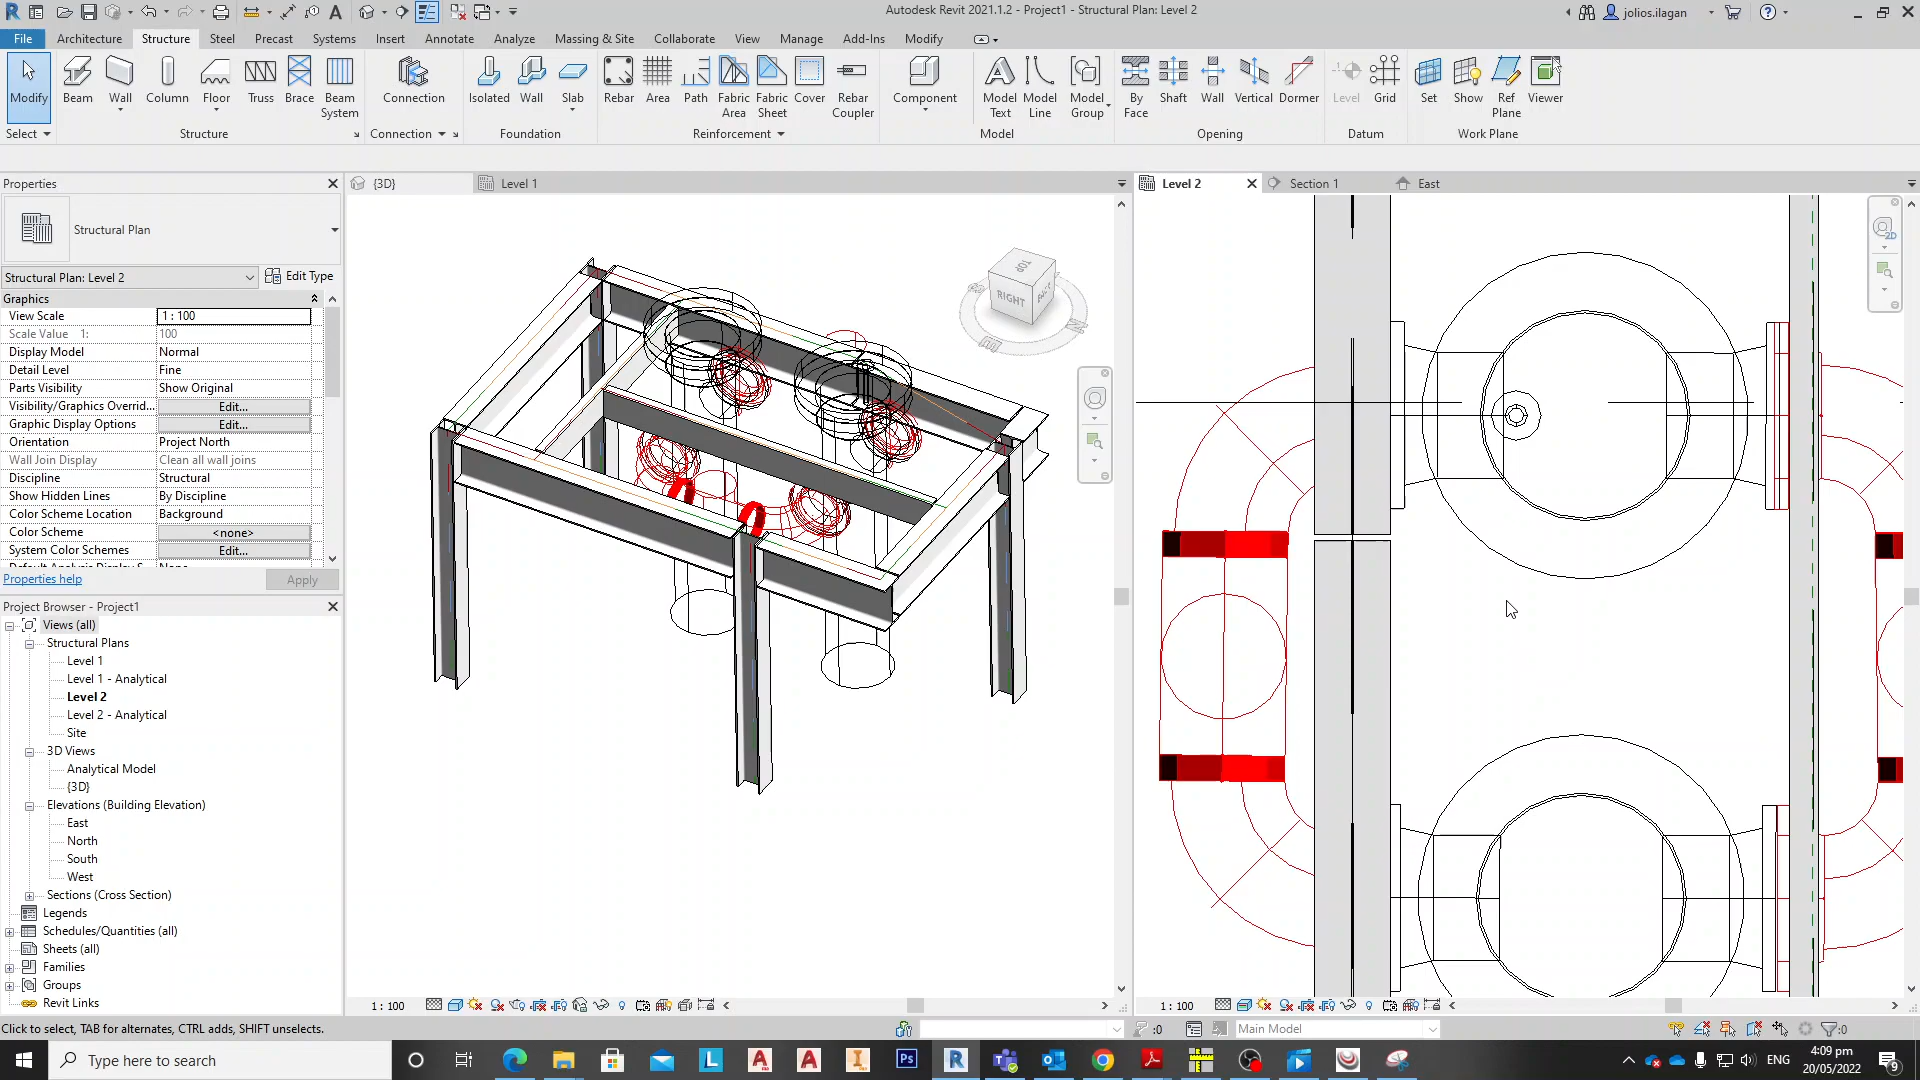 Autodesk Revit 2021.1.2 - Project1 - Structural Plan: Level 2
jolios.ilagan
File Architecture Structure Steel Precast Systems Insert Annotate Analyze Massing & Site Collaborate View Manage Add-Ins Modify
Modify Beam Wall Column Floor Truss Brace Beam System Connection Isolated Wall Slab Rebar Area Path Fabric Area Fabric Sheet Cover Rebar Coupler Component Model Text Model Line Model Group By Face Shaft Wall Vertical Dormer Level Grid Set Show Ref Plane Viewer
Select Structure Connection Foundation Reinforcement Model Opening Datum Work Plane
Properties
Structural Plan
Structural Plan: Level 2 Edit Type
Graphics
View Scale 1 : 100
Scale Value 1: 100
Display Model Normal
Detail Level Fine
Parts Visibility Show Original
Visibility/Graphics Overrid... Edit...
Graphic Display Options Edit...
Orientation Project North
Wall Join Display Clean all wall joins
Discipline Structural
Show Hidden Lines By Discipline
Color Scheme Location Background
Color Scheme <none>
System Color Schemes Edit...
Properties help Apply
Project Browser - Project1
Views (all)
Structural Plans
Level 1
Level 1 - Analytical
Level 2
Level 2 - Analytical
Site
3D Views
Analytical Model
{3D}
Elevations (Building Elevation)
East
North
South
West
Sections (Cross Section)
Legends
Schedules/Quantities (all)
Sheets (all)
Families
Groups
Revit Links
{3D} Level 1
TOP
RIGHT
1 : 100
Level 2 Section 1 East
2D
1 : 100
Click to select, TAB for alternates, CTRL adds, SHIFT unselects.
:0
Main Model
:0
Type here to search
ENG
4:09 pm
20/05/2022
9